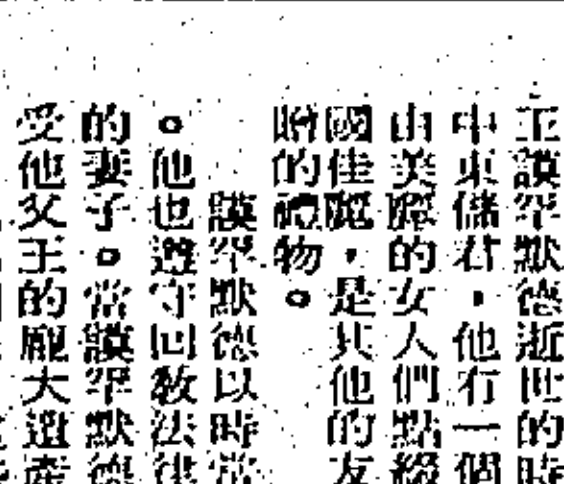 王謨罕默德逝世的時
中東儲君，他有一個
由美麗的女人們點綴
國佳麗，是其他的友
贈的禮物。
謨罕默德以時常
。他也遵守回教法律
的妻子。當謨罕默德
受他父王的龐大遺產